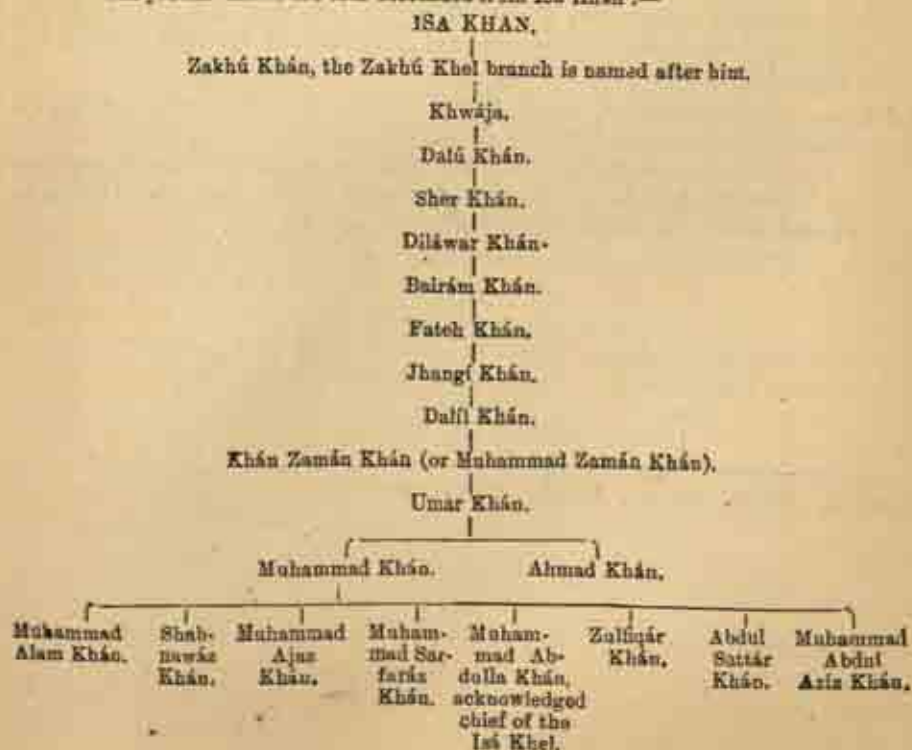 ISA KHAN.
Zakhú Khán, the Zakhú Khel branch is named after him.
Khwája.
Dalú Khán.
Sher Khán.
Diláwar Khán.
Bairám Khán.
Fateh Khán.
Jhangí Khán.
Dalíl Khán.
Khán Zamán Khán (or Muhammad Zamán Khán).
Umar Khán.
Muhammad Khán. Ahmad Khán.
Muhammad Shah- Muhammad Muham- Muham- Zulfiqár Abdul Muhammad
Alam Khán. nawáz Ajaz mad Sar- mad Ab- Khán. Sattár Abdul
Khán. Khán. faráz dulla Khán, Khán. Aziz Khán.
Khán. acknowledged
chief of the
Isá Khel.